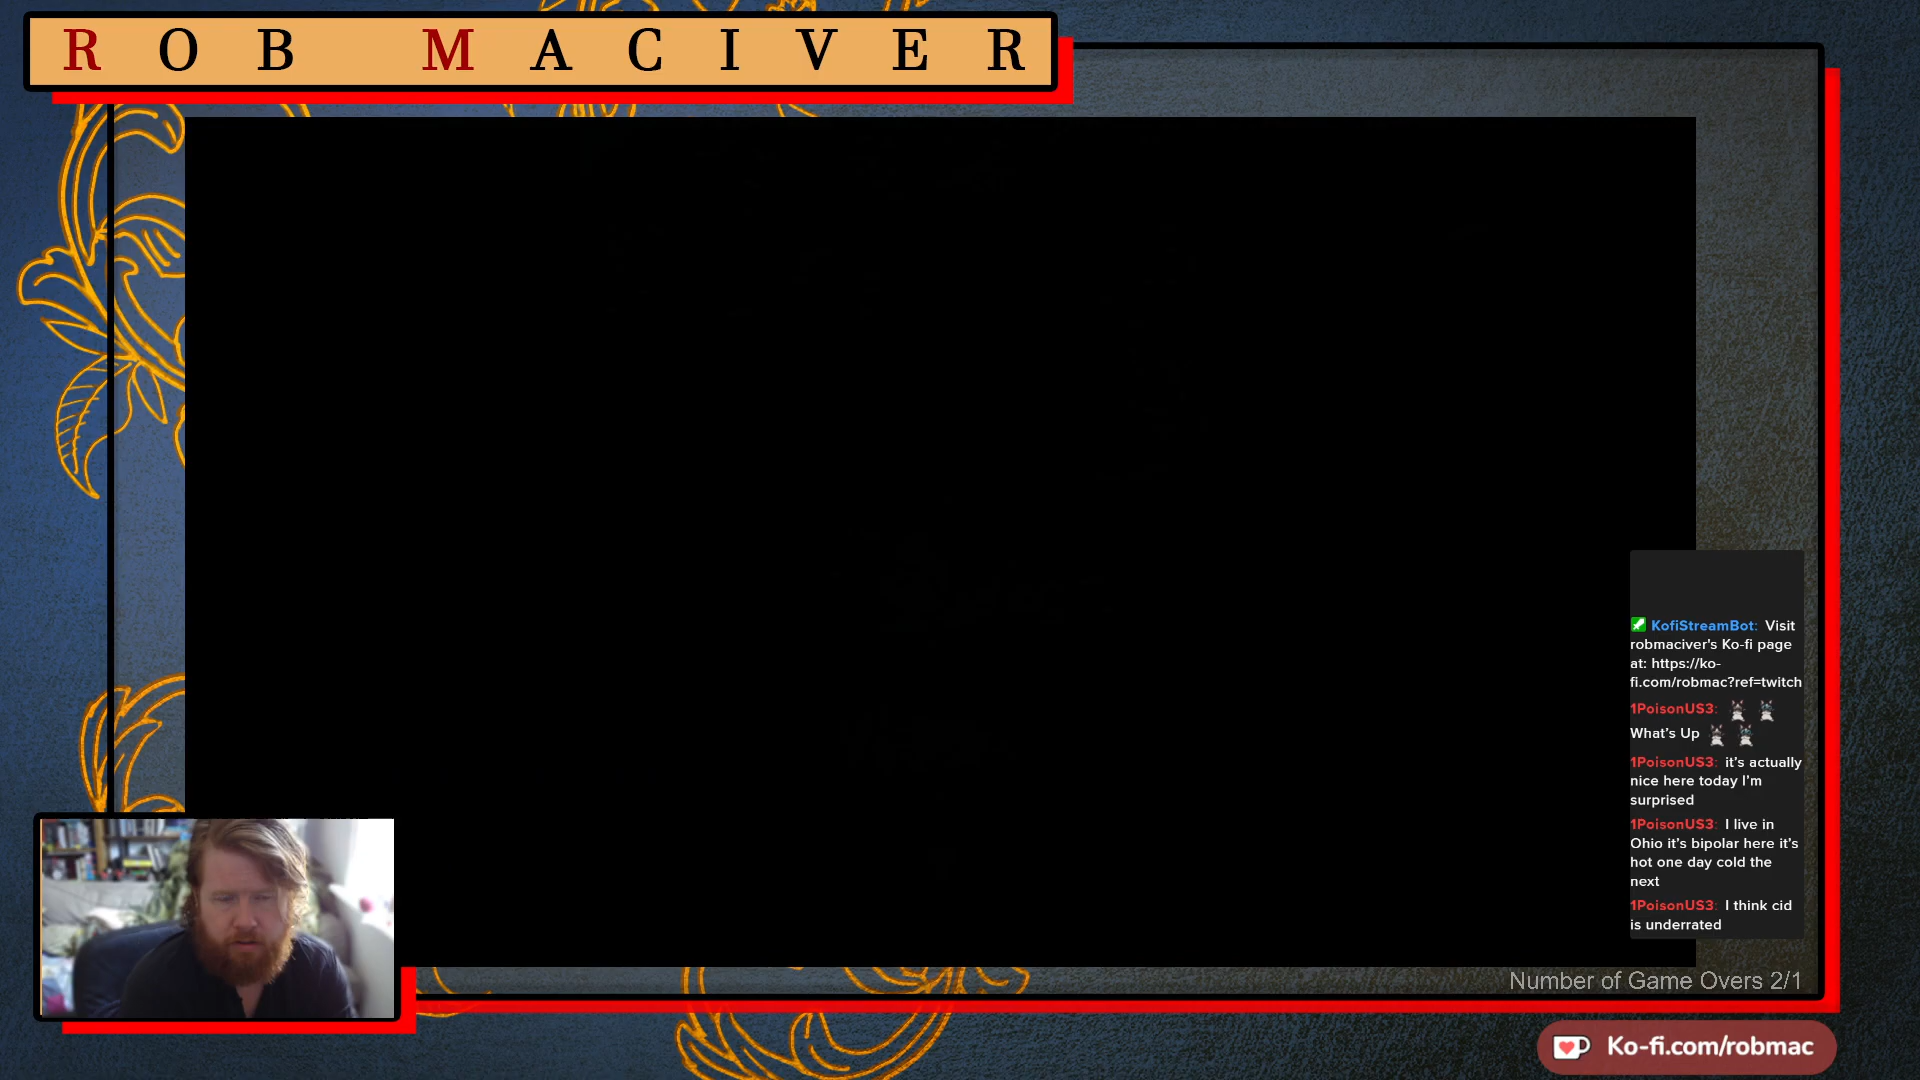 ROB MACIVER
KofiStreamBot: Visit
robmaciver's Ko-fi page
at: https://ko-
fi.com/robmac?ref=twitch
1PoisonUS3:
What's Up
1PoisonUS3: it's actually
nice here today I'm
surprised
1PoisonUS3: I live in
Ohio it's bipolar here it's
hot one day cold the
next
1PoisonUS3: I think cid
is underrated
Number of Game Overs 2/1
Ko-fi.com/robmac